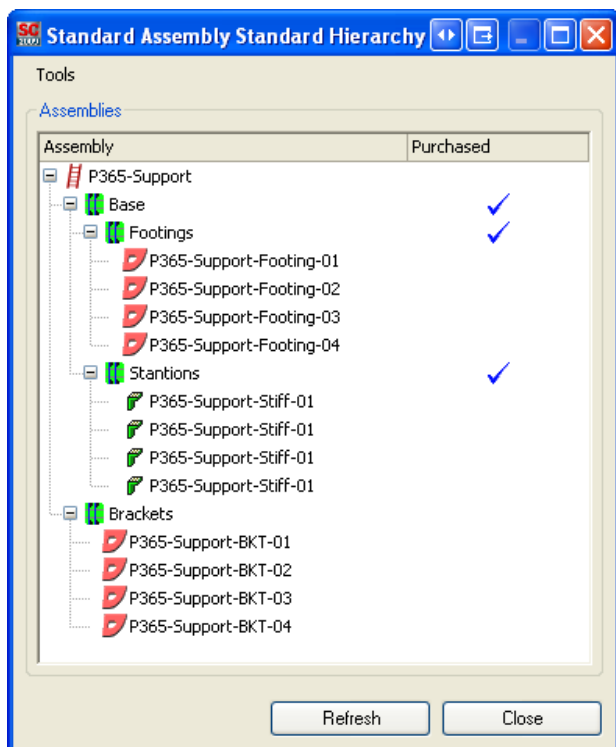 Standard Assembly Standard Hierarchy
Tools
Assemblies
Assembly Purchased
P365-Support
Base
Footings
P365-Support-Footing-01
P365-Support-Footing-02
P365-Support-Footing-03
P365-Support-Footing-04
Stantions
P365-Support-Stiff-01
P365-Support-Stiff-01
P365-Support-Stiff-01
P365-Support-Stiff-01
Brackets
P365-Support-BKT-01
P365-Support-BKT-02
P365-Support-BKT-03
P365-Support-BKT-04
Refresh Close